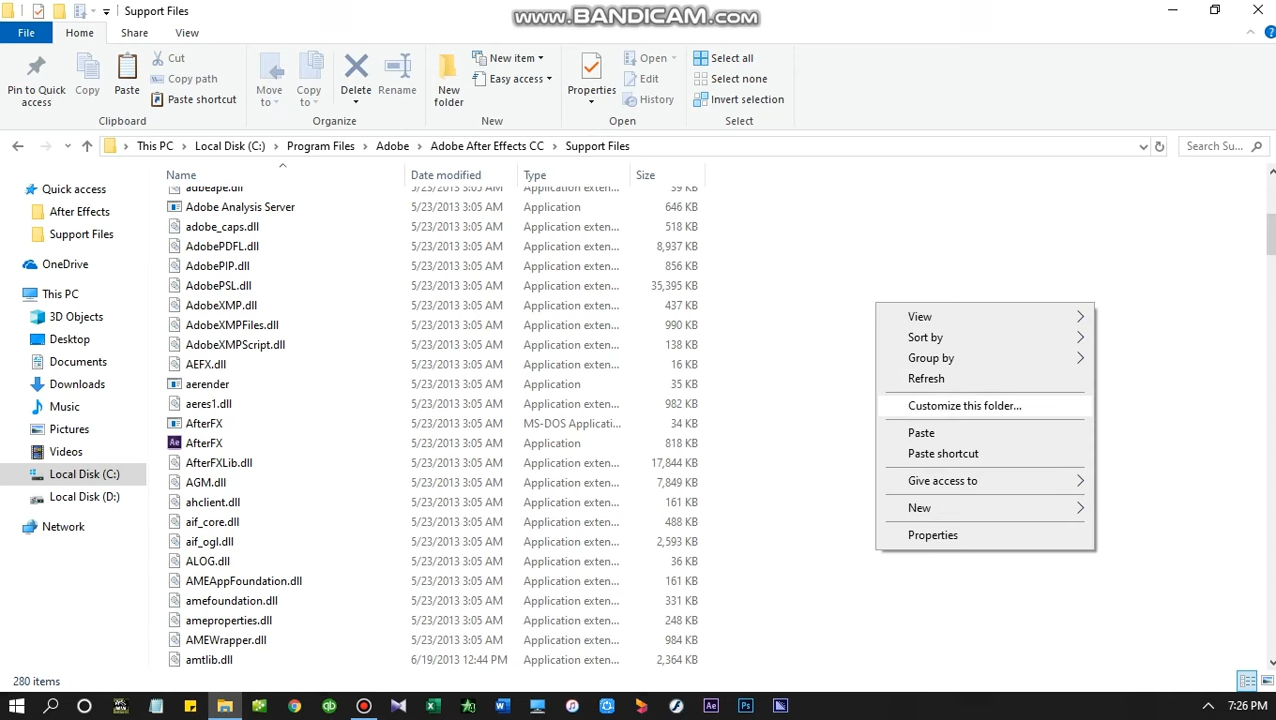 Support Files
www.BANDICAM.com
File Home Share View
Pin to Quick access
Copy
Paste
Cut
Copy path
Paste shortcut
Clipboard
Move to
Copy to
Delete
Rename
Organize
New folder
New item
Easy access
New
Properties
Open
Edit
History
Open
Select all
Select none
Invert selection
Select
This PC Local Disk (C:) Program Files Adobe Adobe After Effects CC Support Files
Search Su...
Quick access
After Effects
Support Files
OneDrive
This PC
3D Objects
Desktop
Documents
Downloads
Music
Pictures
Videos
Local Disk (C:)
Local Disk (D:)
Network
Name Date modified Type Size
adbeape.dll 5/23/2013 3:05 AM Application exten... 39 KB
Adobe Analysis Server 5/23/2013 3:05 AM Application 646 KB
adobe_caps.dll 5/23/2013 3:05 AM Application exten... 518 KB
AdobePDFL.dll 5/23/2013 3:05 AM Application exten... 8,937 KB
AdobePIP.dll 5/23/2013 3:05 AM Application exten... 856 KB
AdobePSL.dll 5/23/2013 3:05 AM Application exten... 35,395 KB
AdobeXMP.dll 5/23/2013 3:05 AM Application exten... 437 KB
AdobeXMPFiles.dll 5/23/2013 3:05 AM Application exten... 990 KB
AdobeXMPScript.dll 5/23/2013 3:05 AM Application exten... 138 KB
AEFX.dll 5/23/2013 3:05 AM Application exten... 16 KB
aerender 5/23/2013 3:05 AM Application 35 KB
aeres1.dll 5/23/2013 3:05 AM Application exten... 982 KB
AfterFX 5/23/2013 3:05 AM MS-DOS Applicati... 34 KB
AfterFX 5/23/2013 3:05 AM Application 818 KB
AfterFXLib.dll 5/23/2013 3:05 AM Application exten... 17,844 KB
AGM.dll 5/23/2013 3:05 AM Application exten... 7,849 KB
ahclient.dll 5/23/2013 3:05 AM Application exten... 161 KB
aif_core.dll 5/23/2013 3:05 AM Application exten... 488 KB
aif_ogl.dll 5/23/2013 3:05 AM Application exten... 2,593 KB
ALOG.dll 5/23/2013 3:05 AM Application exten... 36 KB
AMEAppFoundation.dll 5/23/2013 3:05 AM Application exten... 161 KB
amefoundation.dll 5/23/2013 3:05 AM Application exten... 331 KB
ameproperties.dll 5/23/2013 3:05 AM Application exten... 248 KB
AMEWrapper.dll 5/23/2013 3:05 AM Application exten... 984 KB
amtlib.dll 6/19/2013 12:44 PM Application exten... 2,364 KB
View
Sort by
Group by
Refresh
Customize this folder...
Paste
Paste shortcut
Give access to
New
Properties
280 items
7:26 PM